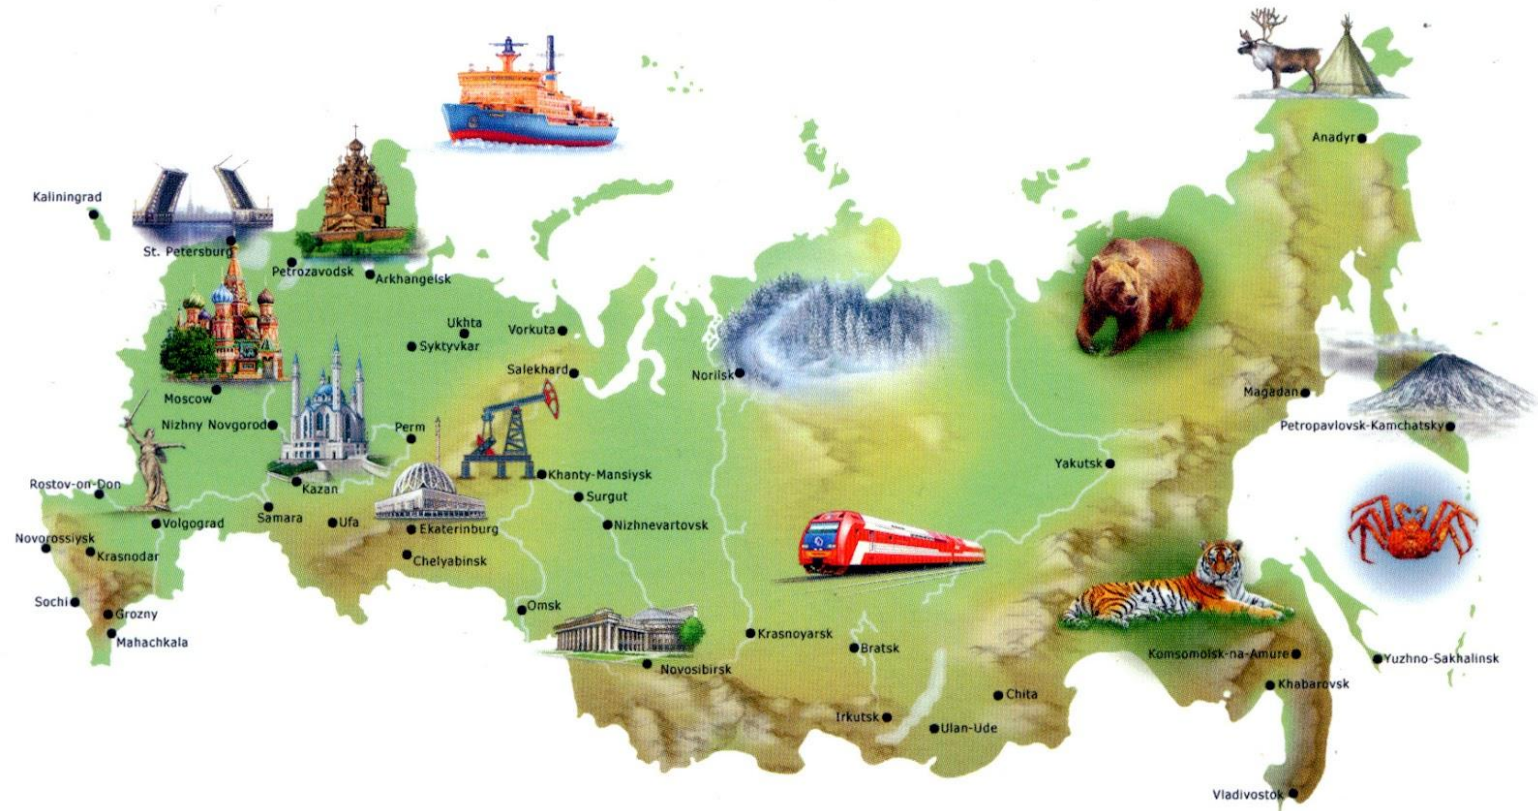 Anadyr
Kaliningrad
St. Petersburg
Petrozavodsk
Arkhangelsk
Ukhta
Vorkuta
Syktyvkar
Salekhard
Norilsk
Moscow
Magadan
Nizhny Novgorod
Perm
Petropavlovsk-Kamchatsky
Yakutsk
Khanty-Mansiysk
Rostov-on-Don
Kazan
Surgut
Samara
Volgograd
Ufa
Ekaterinburg
Nizhnevartovsk
Novorossiysk
Krasnodar
Chelyabinsk
Sochi
Grozny
Omsk
Mahachkala
Krasnoyarsk
Bratsk
Komsomolsk-na-Amure
Yuzhno-Sakhalinsk
Novosibirsk
Khabarovsk
Chita
Irkutsk
Ulan-Ude
Vladivostok